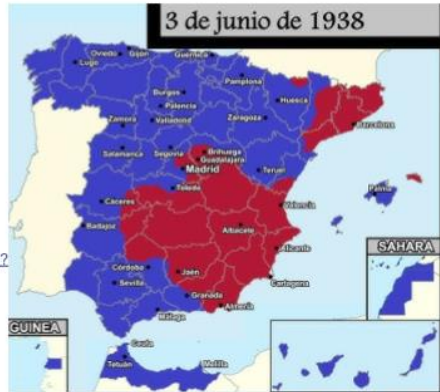 3 de junio de 1938
Oviedo
Gijón
Guernica
Lugo
Pamplona
Burgos
Huesca
Palencia
Zamora
Valladolid
Zaragoza
Barcelona
Salamanca
Segovia
Brihuega
Guadalajara
Madrid
Teruel
Toledo
Palma
Cáceres
Valencia
Badajoz
Albacete
?
Alicante
SAHARA
Córdoba
Jaén
Sevilla
Cartagena
Granada
Almería
Málaga
GUINEA
Ceuta
Tetuán
Melilla